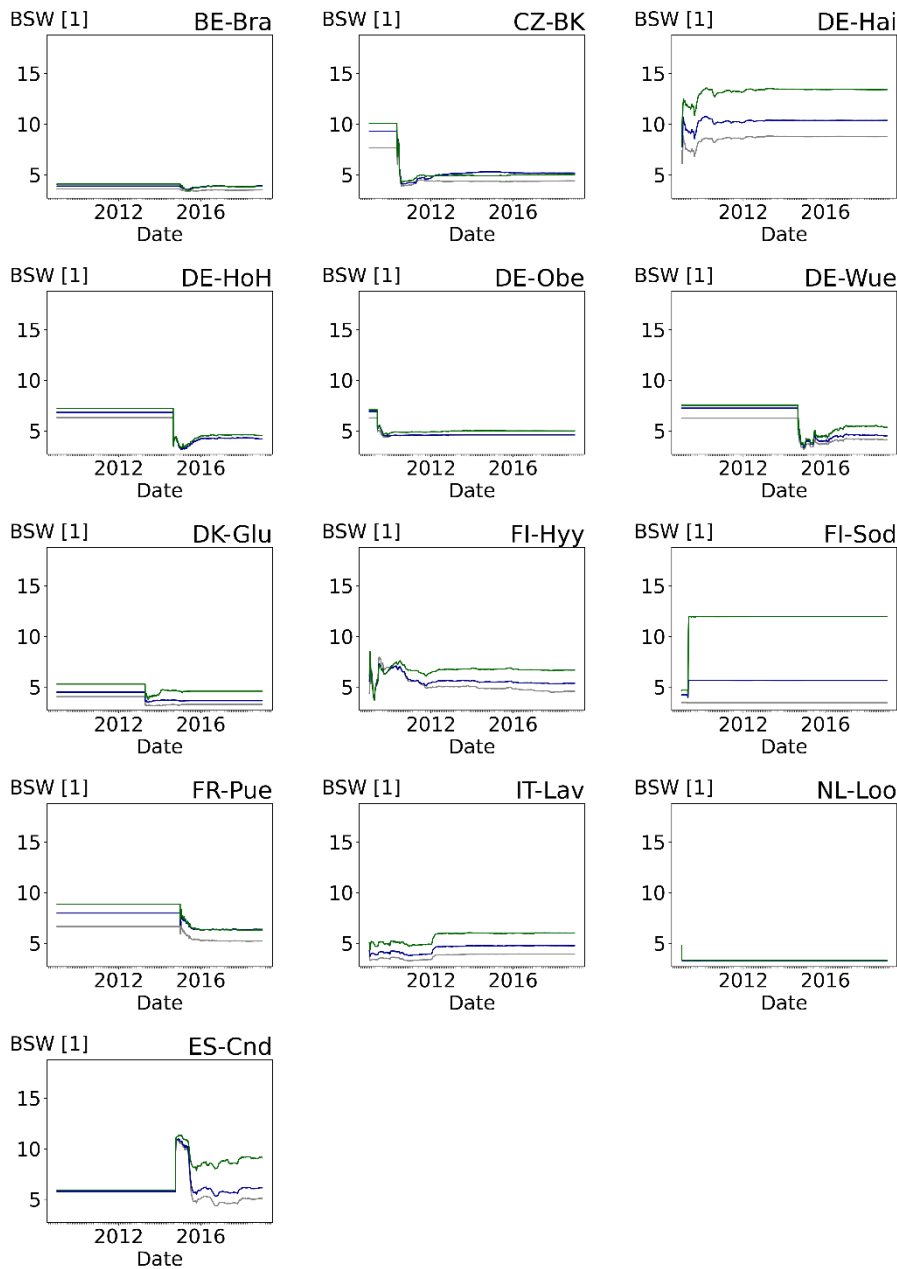 BSW [1] BE-Bra
15
10
5
2012 2016
Date
BSW [1] CZ-BK
15
10
5
2012 2016
Date
BSW [1] DE-Hai
15
10
5
2012 2016
Date
BSW [1] DE-HoH
15
10
5
2012 2016
Date
BSW [1] DE-Obe
15
10
5
2012 2016
Date
BSW [1] DE-Wue
15
10
5
2012 2016
Date
BSW [1] DK-Glu
15
10
5
2012 2016
Date
BSW [1] FI-Hyy
15
10
5
2012 2016
Date
BSW [1] FI-Sod
15
10
5
2012 2016
Date
BSW [1] FR-Pue
15
10
5
2012 2016
Date
BSW [1] IT-Lav
15
10
5
2012 2016
Date
BSW [1] NL-Loo
15
10
5
2012 2016
Date
BSW [1] ES-Cnd
15
10
5
2012 2016
Date